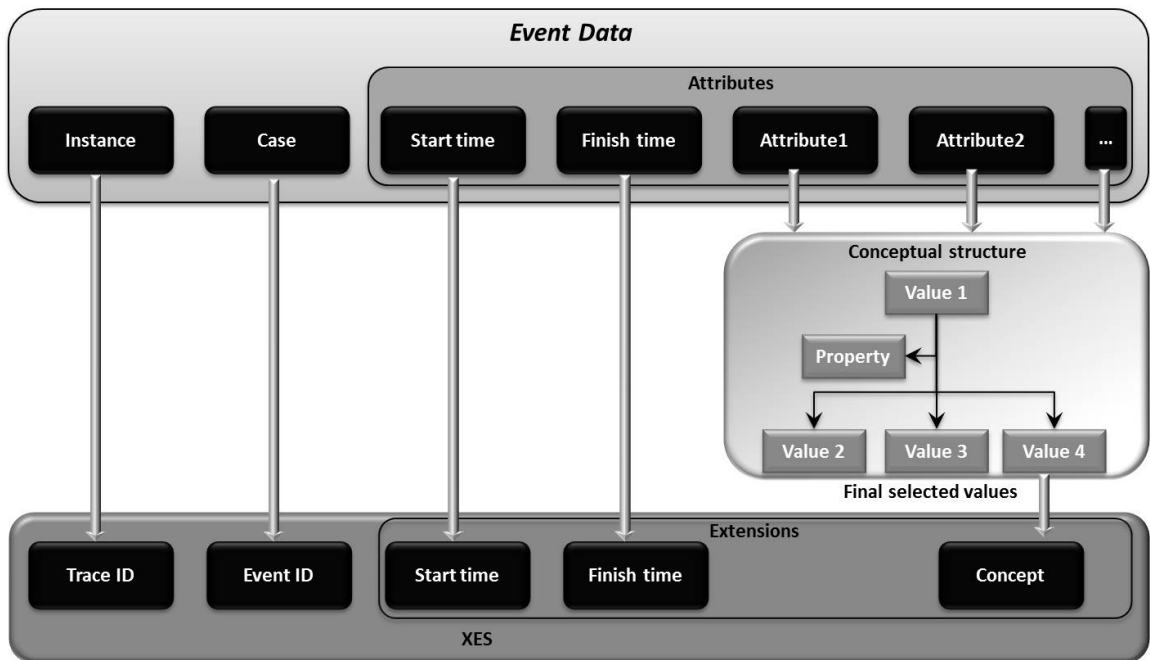 Event Data
Attributes
Instance
Case
Start time
Finish time
Attribute1
Attribute2
...
Conceptual structure
Value 1
Property
Value 2
Value 3
Value 4
Final selected values
Extensions
Trace ID
Event ID
Start time
Finish time
Concept
XES